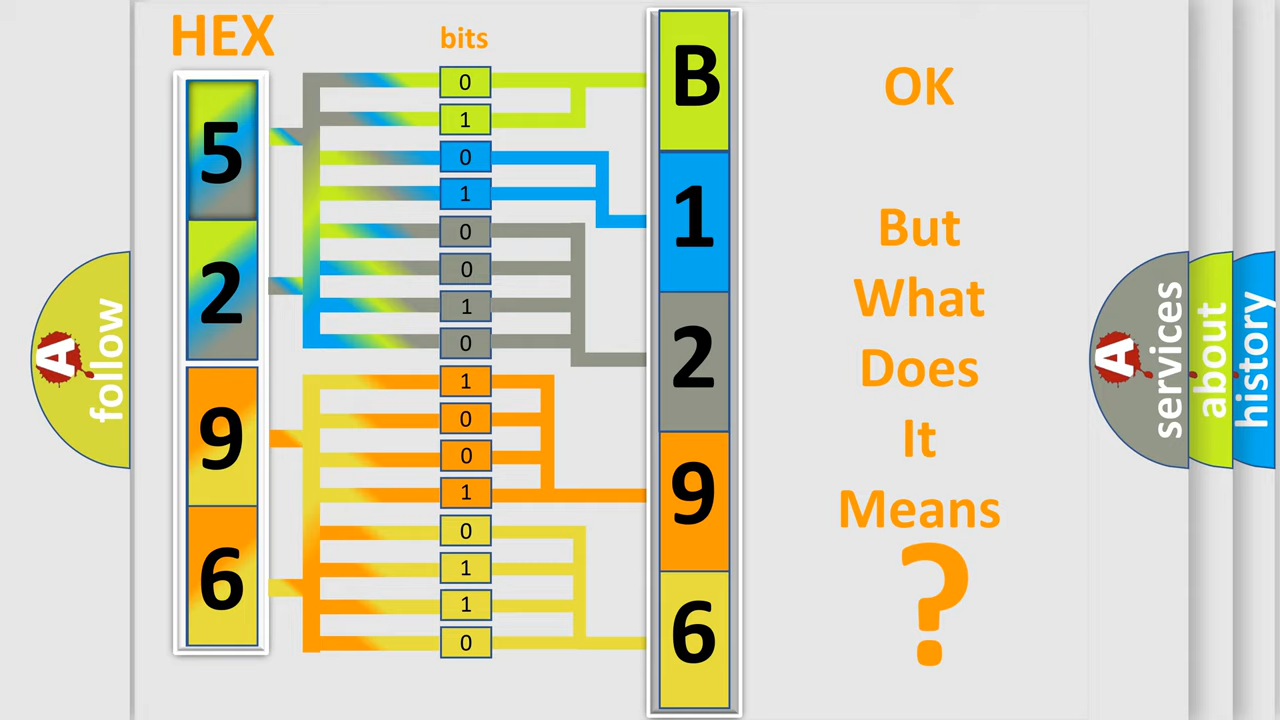 HEX
bits
5
2
9
6
0
1
0
1
0
0
1
0
1
0
0
1
0
1
1
0
B
1
2
9
6
OK
But
What
Does
It
Means
?
A
follow
A
services
about
history